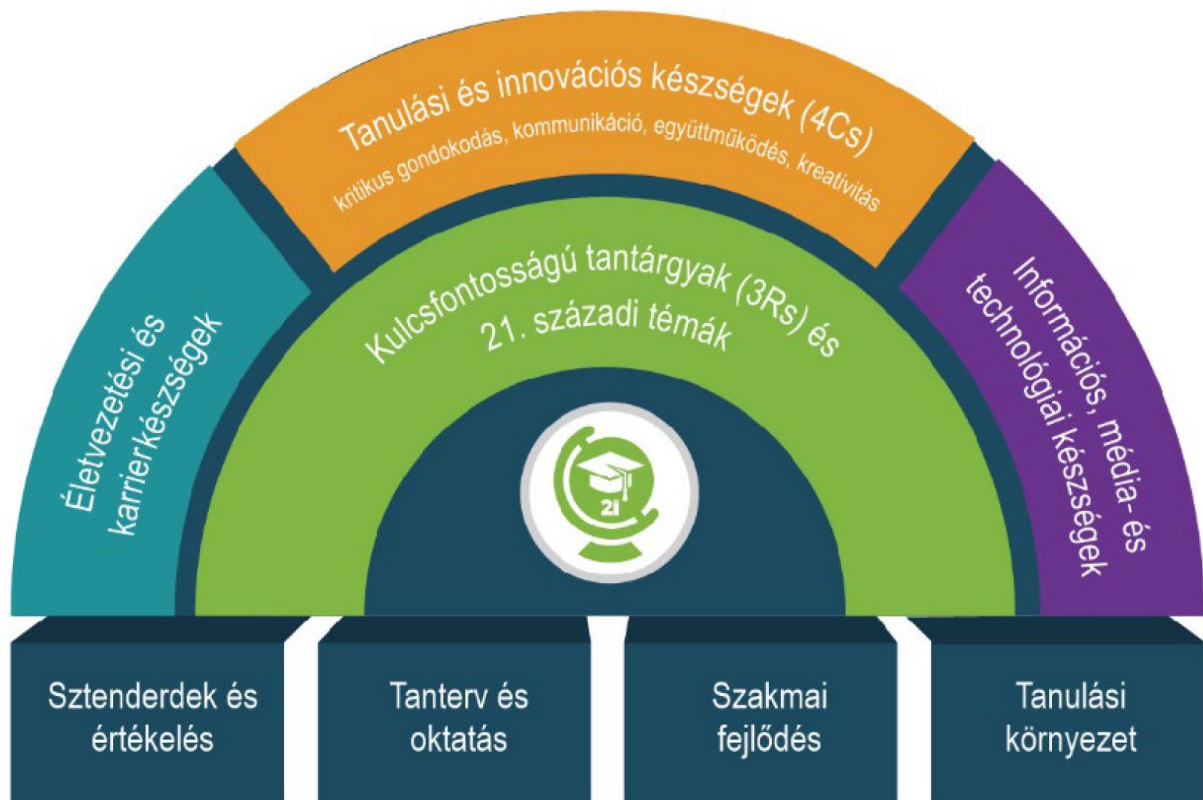 Tanulási és innovációs készségek (4Cs)
kritikus gondokodás, kommunikáció, együttműködés, kreativitás
Életvezetési és
karrierkészségek
Kulcsfontosságú tantárgyak (3Rs) és
21. századi témák
Információs, média- és
technológiai készségek
21
Sztenderdek és
értékelés
Tanterv és
oktatás
Szakmai
fejlődés
Tanulási
környezet